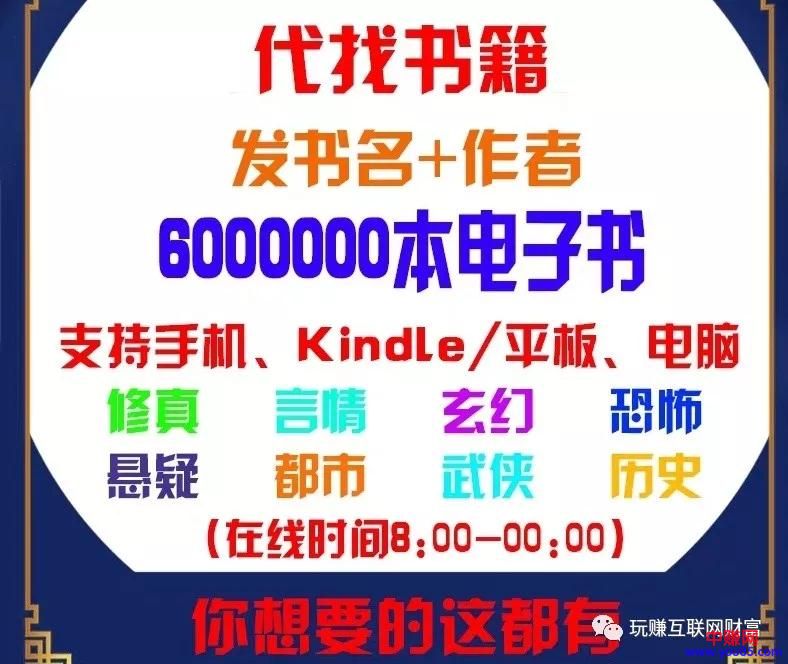 代找书籍
发书名+作者
6000000本电子书
支持手机、Kindle/平板、电脑
修真 言情 玄幻 恐怖
悬疑 都市 武侠 历史
(在线时间8:00-00:00)
你想要的这都有
玩赚互联网财富